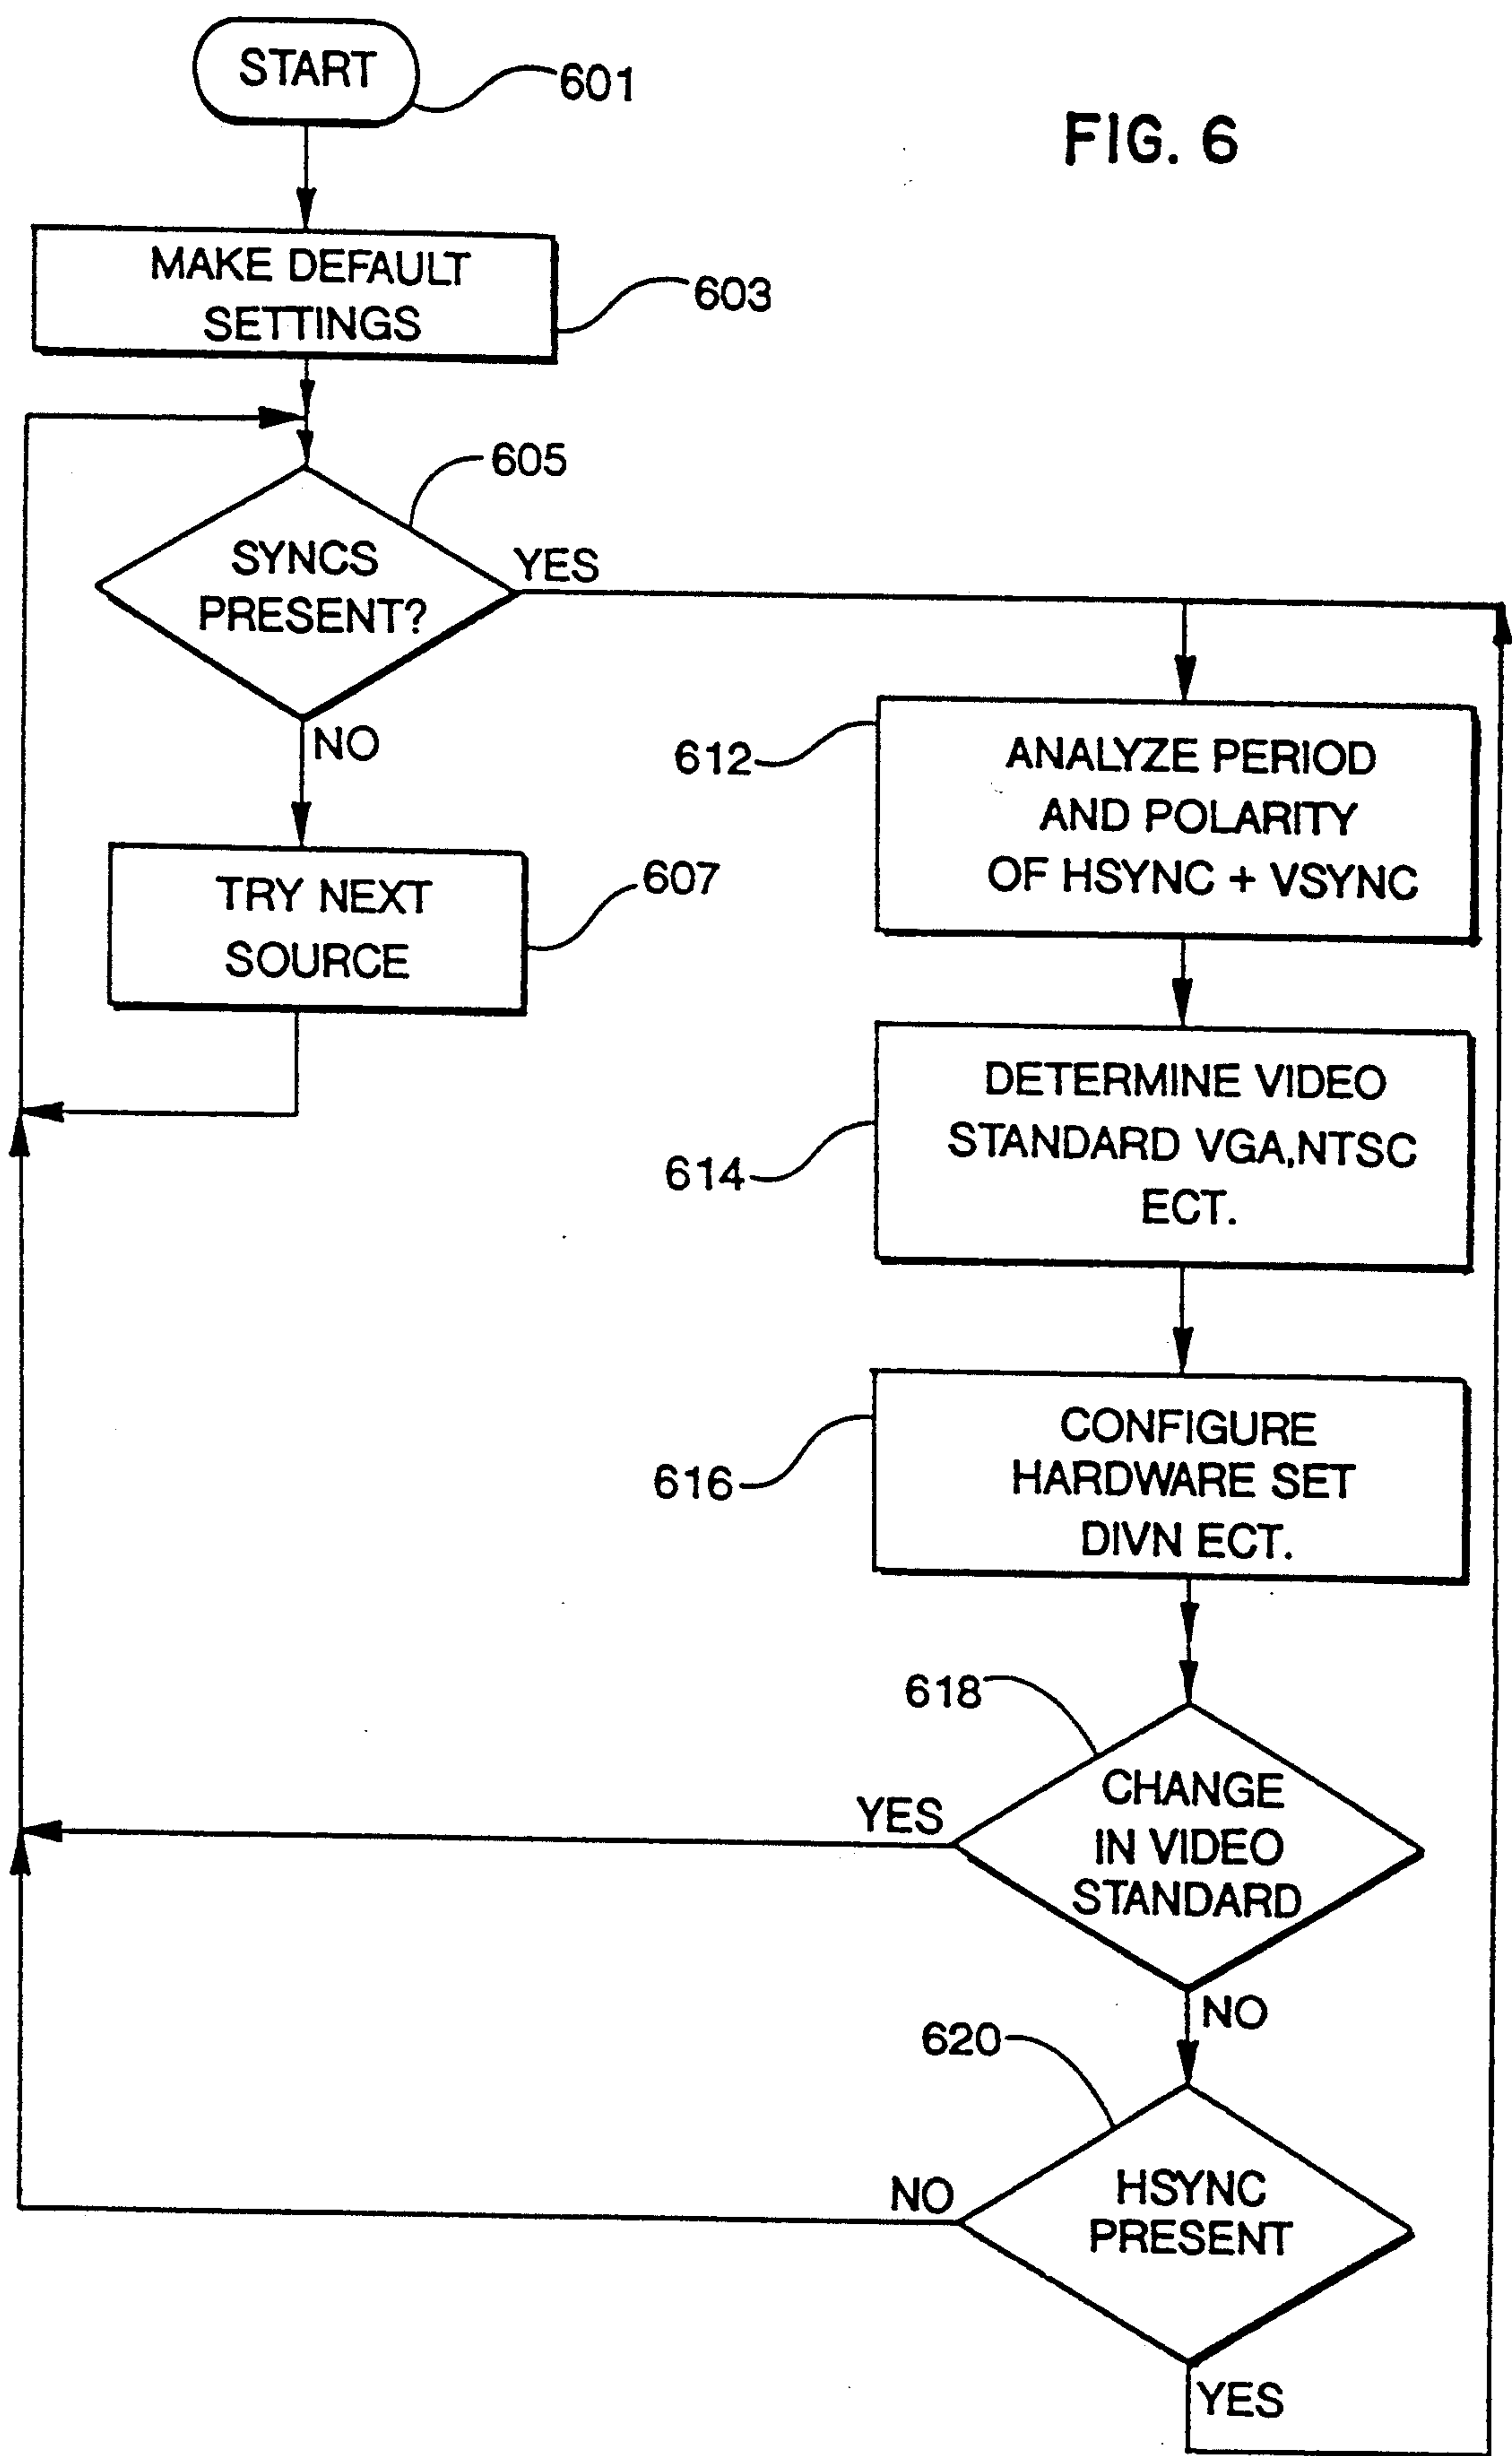 START
601
FIG. 6
MAKE DEFAULT
SETTINGS
603
605
SYNCS
PRESENT?
YES
NO
TRY NEXT
SOURCE
607
612
ANALYZE PERIOD
AND POLARITY
OF HSYNC + VSYNC
614
DETERMINE VIDEO
STANDARD VGA,NTSC
ECT.
616
CONFIGURE
HARDWARE SET
DIVN ECT.
618
CHANGE
IN VIDEO
STANDARD
YES
NO
620
HSYNC
PRESENT
NO
YES